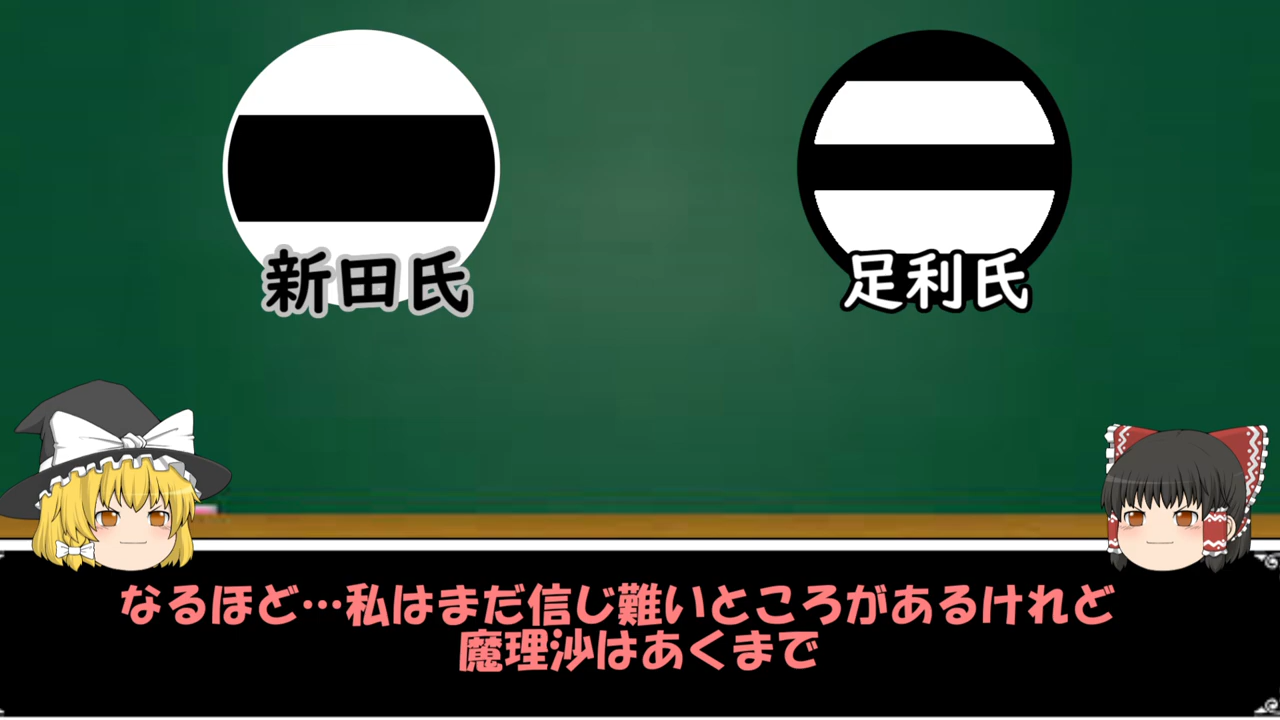 新田氏
足利氏
なるほど…私はまだ信じ難いところがあるけれど
魔理沙はあくまで